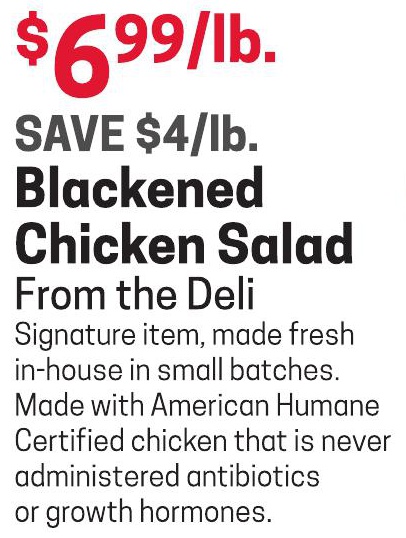 $6.99/lb.
SAVE $4/lb.
Blackened
Chicken Salad
From the Deli
Signature item, made fresh
in-house in small batches.
Made with American Humane
Certified chicken that is never
administered antibiotics
or growth hormones.